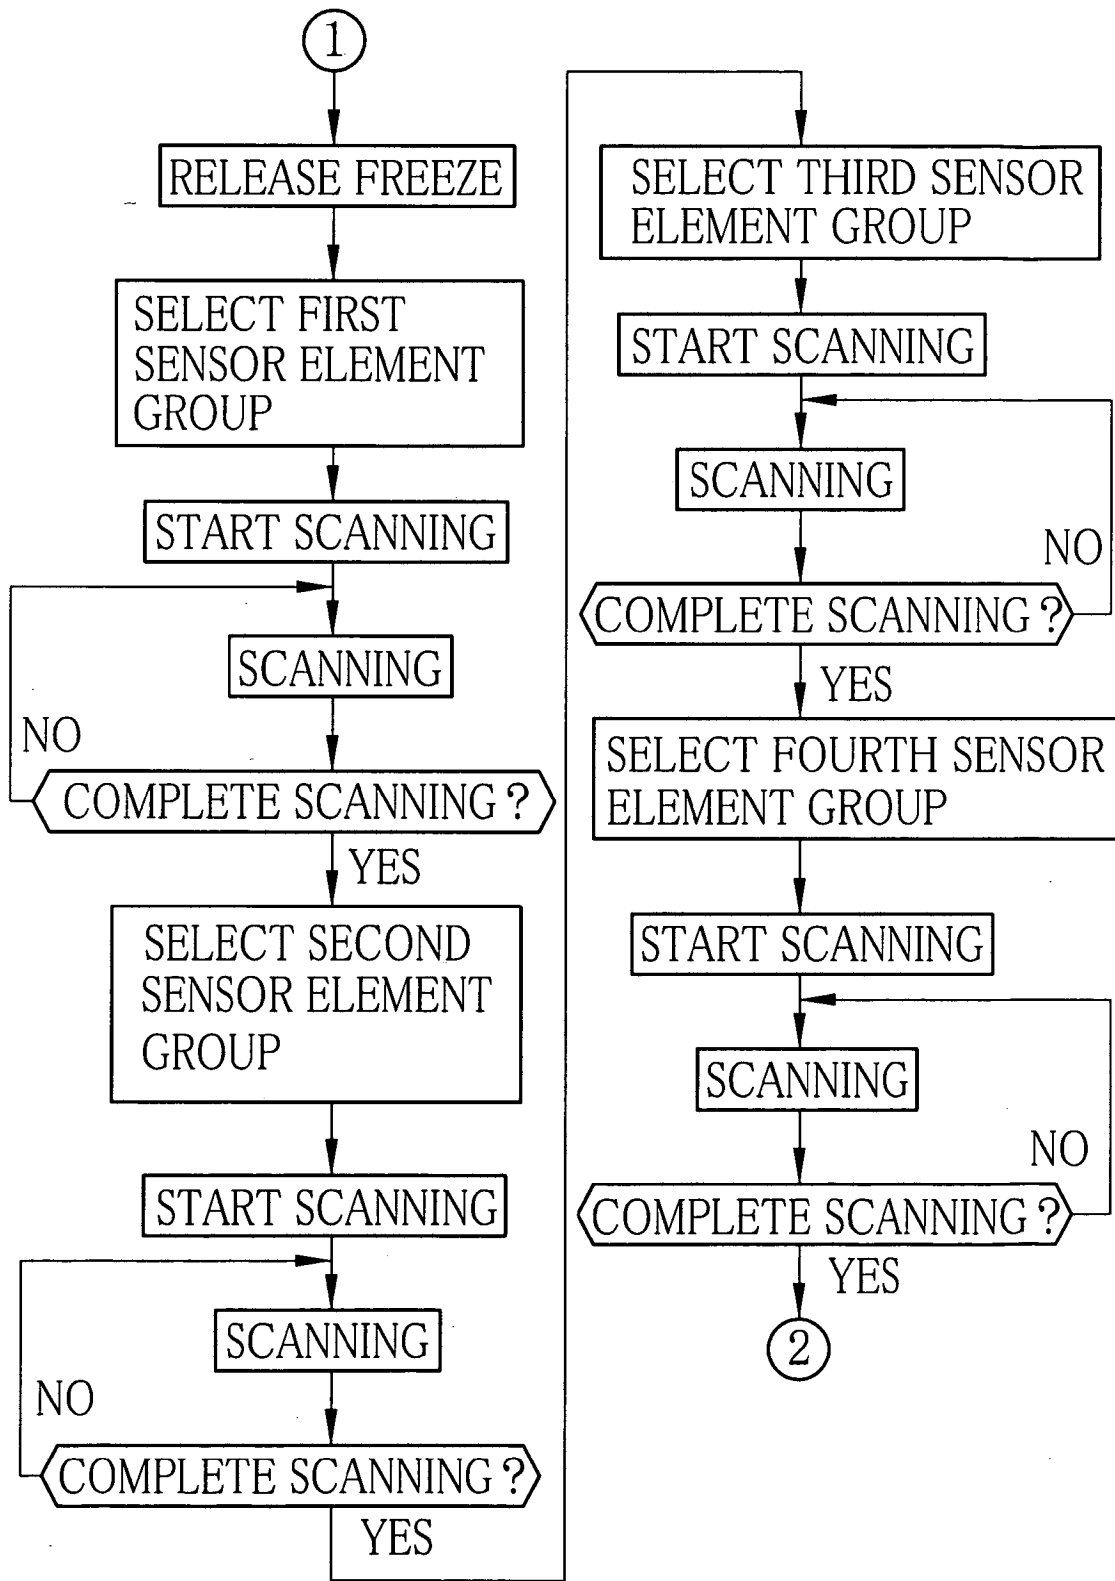 1
RELEASE FREEZE
SELECT FIRST
SENSOR ELEMENT
GROUP
START SCANNING
SCANNING
NO
COMPLETE SCANNING?
YES
SELECT SECOND
SENSOR ELEMENT
GROUP
START SCANNING
SCANNING
NO
COMPLETE SCANNING?
YES
SELECT THIRD SENSOR
ELEMENT GROUP
START SCANNING
SCANNING
NO
COMPLETE SCANNING?
YES
SELECT FOURTH SENSOR
ELEMENT GROUP
START SCANNING
SCANNING
NO
COMPLETE SCANNING?
YES
2